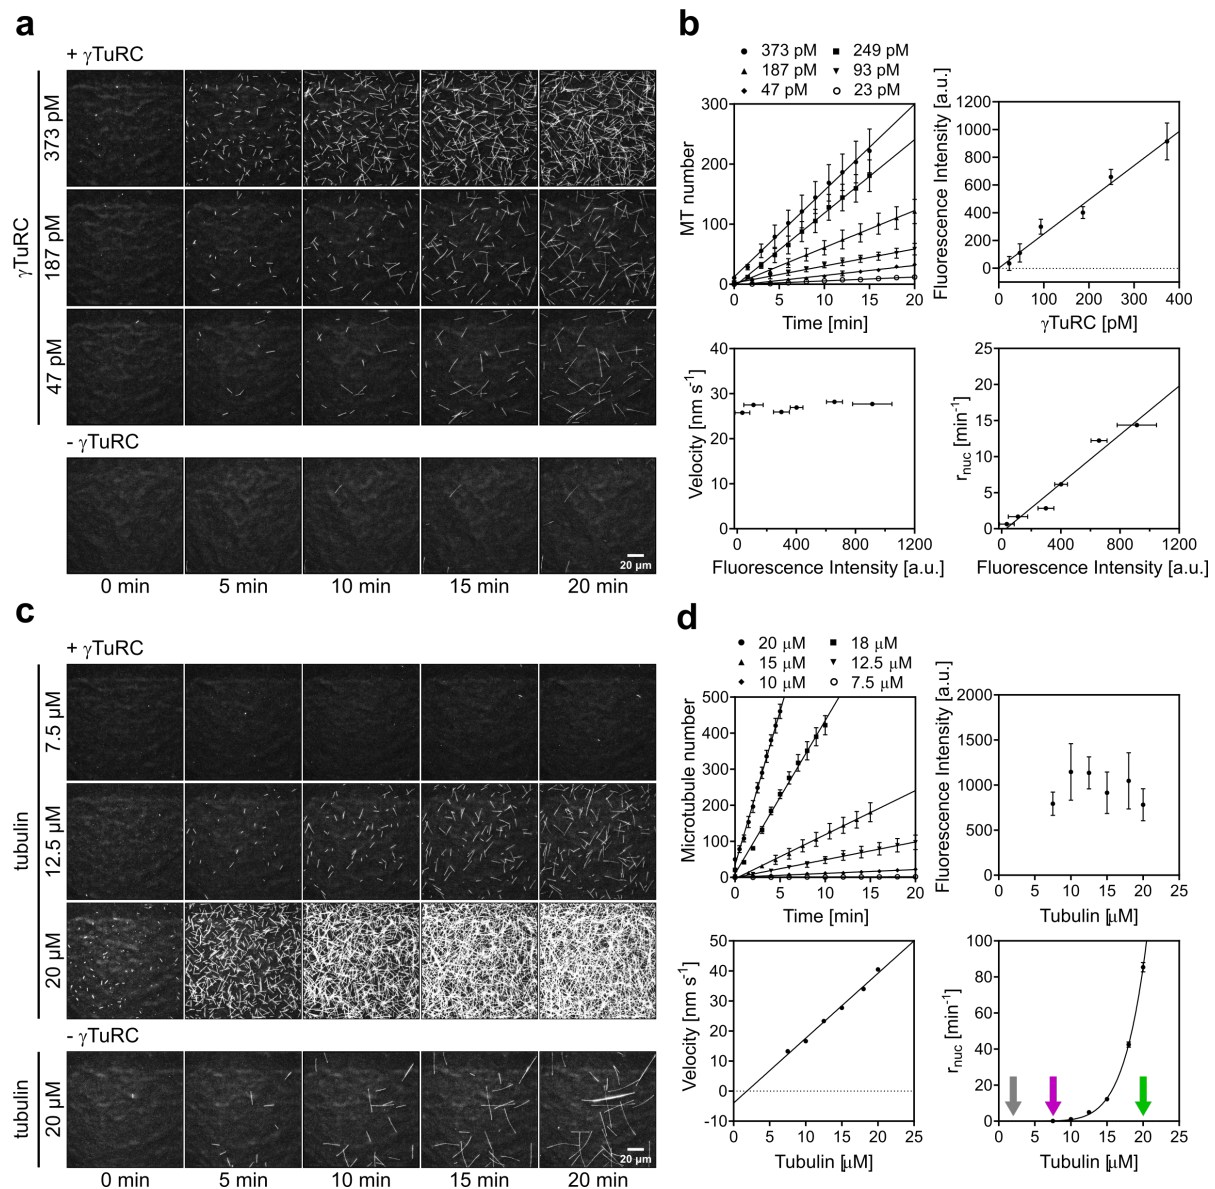 a
+ γTuRC
γTuRC
373 pM
187 pM
47 pM
- γTuRC
20 µm
0 min 5 min 10 min 15 min 20 min
b
373 pM 249 pM
187 pM 93 pM
47 pM 23 pM
MT number
300
200
100
0
0 5 10 15 20
Time [min]
Fluorescence Intensity [a.u.]
1200
1000
800
600
400
200
0
0 100 200 300 400
γTuRC [pM]
Velocity [nm s-1]
40
30
20
10
0
0 400 800 1200
Fluorescence Intensity [a.u.]
rnuc [min-1]
25
20
15
10
5
0
0 400 800 1200
Fluorescence Intensity [a.u.]
c
+ γTuRC
tubulin
7.5 µM
12.5 µM
20 µM
- γTuRC
tubulin
20 µM
20 µm
0 min 5 min 10 min 15 min 20 min
d
20 µM 18 µM
15 µM 12.5 µM
10 µM 7.5 µM
Microtubule number
500
400
300
200
100
0
0 5 10 15 20
Time [min]
Fluorescence Intensity [a.u.]
2000
1500
1000
500
0
0 5 10 15 20 25
Tubulin [µM]
Velocity [nm s-1]
50
40
30
20
10
0
-10
0 5 10 15 20 25
Tubulin [µM]
rnuc [min-1]
100
80
60
40
20
0
0 5 10 15 20 25
Tubulin [µM]